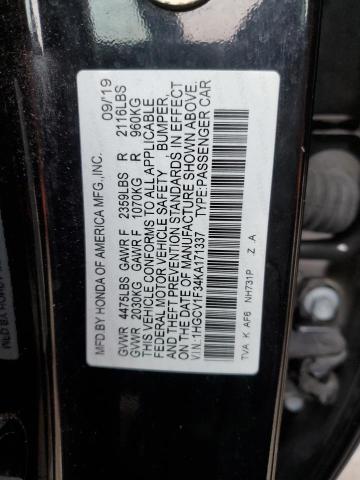 MFD BY HONDA OF AMERICA MFG.,INC. 09/'19
GVWR 4475LBS GAWR F 2359LBS R 2116LBS
GVWR 2030KG GAWR F 1070KG R 960KG
THIS VEHICLE CONFORMS TO ALL APPLICABLE
FEDERAL MOTOR VEHICLE SAFETY , BUMPER,
AND THEFT PREVENTION STANDARDS IN EFFECT
ON THE DATE OF MANUFACTURE SHOWN ABOVE.
V.I.N.:1HGCV1F34KA171337 TYPE:PASSENGER CAR
TVA K AF6 NH731P Z .A